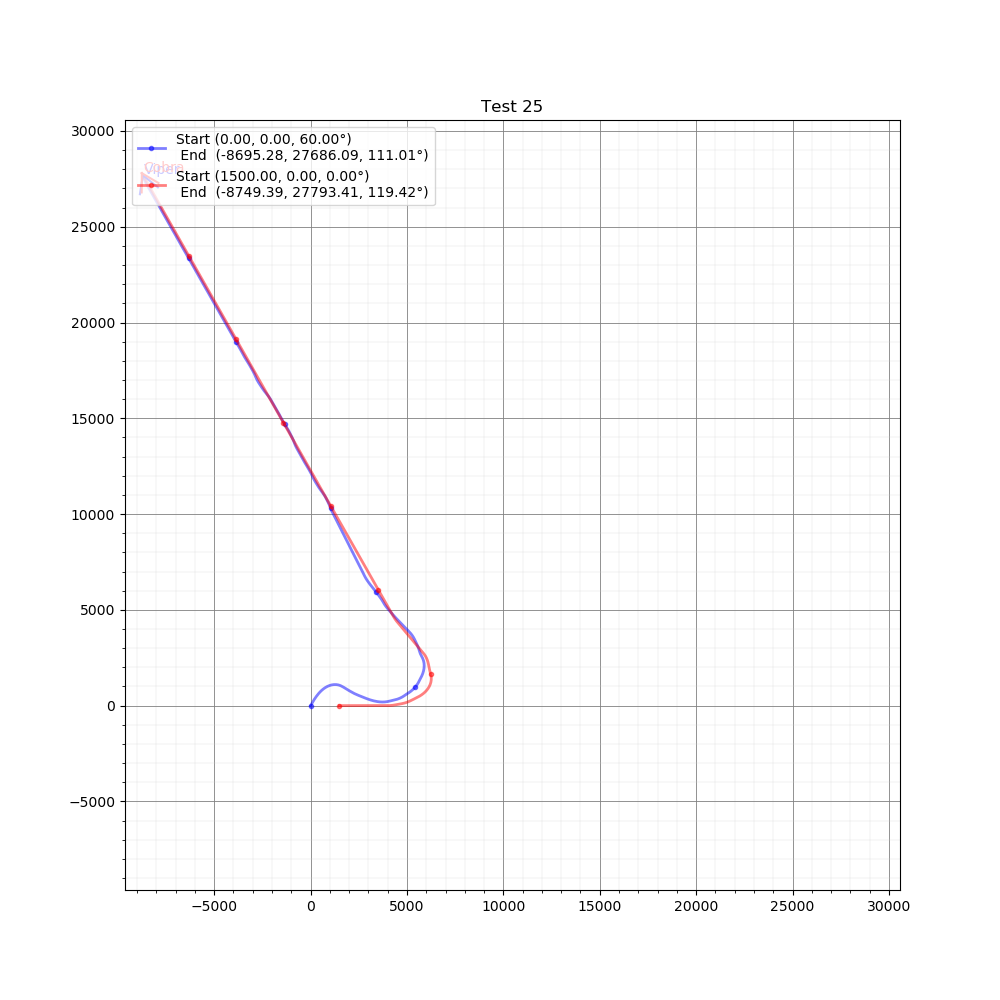 Test 25
30000
25000
20000
15000
10000
5000
0
−5000
Start (0.00, 0.00, 60.00°)
End (-8695.28, 27686.09, 111.01°)
Start (1500.00, 0.00, 0.00°)
End (-8749.39, 27793.41, 119.42°)
−5000 0 5000 10000 15000 20000 25000 30000